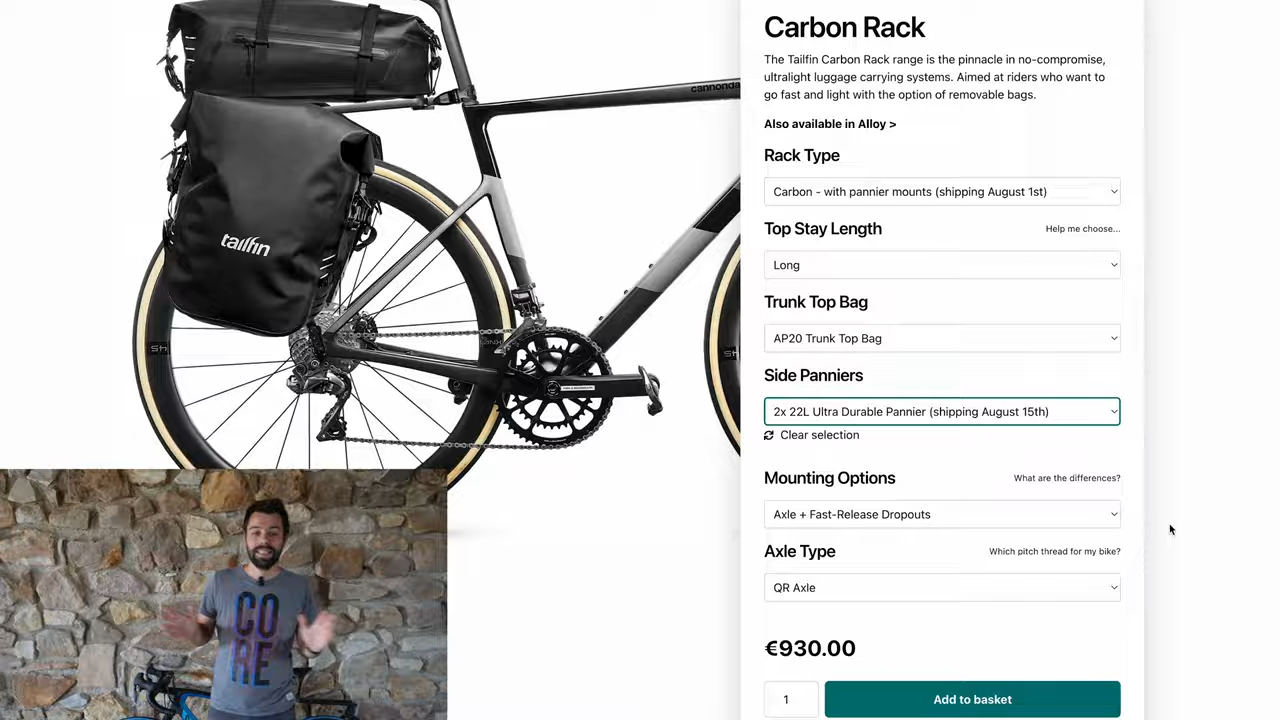 Carbon Rack
The Tailfin Carbon Rack range is the pinnacle in no-compromise,
ultralight luggage carrying systems. Aimed at riders who want to
go fast and light with the option of removable bags.
Also available in Alloy >
Rack Type
Carbon - with pannier mounts (shipping August 1st)
Top Stay Length
Help me choose...
Long
Trunk Top Bag
AP20 Trunk Top Bag
Side Panniers
2x 22L Ultra Durable Pannier (shipping August 15th)
Clear selection
Mounting Options
What are the differences?
Axle + Fast-Release Dropouts
Axle Type
Which pitch thread for my bike?
QR Axle
€930.00
1
Add to basket
cannonda
tailfin
45
45
CO
RE